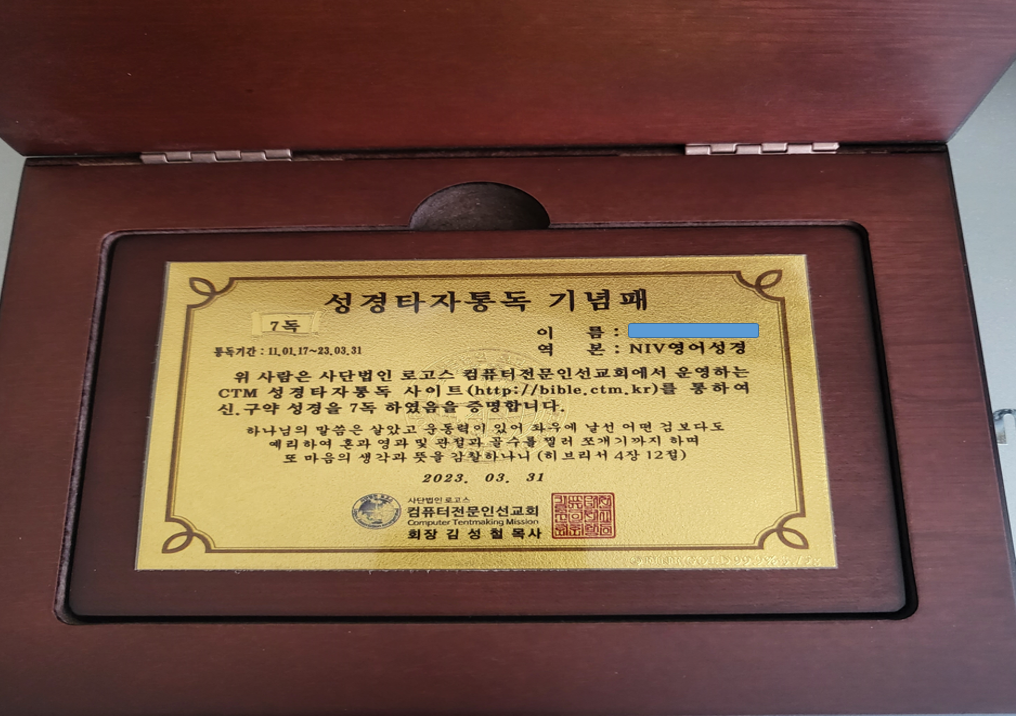 성경타자통독 기념패
7독
이 름 :
통독기간 : 11.01.17~23.03.31
역 본 : NIV영어성경
위 사람은 사단법인 로고스 컴퓨터전문인선교회에서 운영하는
CTM 성경타자통독 사이트(http://bible.ctm.kr)를 통하여
신.구약 성경을 7독 하였음을 증명합니다.
하나님의 말씀은 살았고 운동력이 있어 좌우에 날선 어떤 검보다도
예리하여 혼과 영과 및 관절과 골수를 찔러 쪼개기까지 하며
또 마음의 생각과 뜻을 감찰하나니 (히브리서 4장 12절)
2023. 03. 31
사단법인 로고스
컴퓨터전문인선교회
Computer Tentmaking Mission
회장 김 성 철 목사